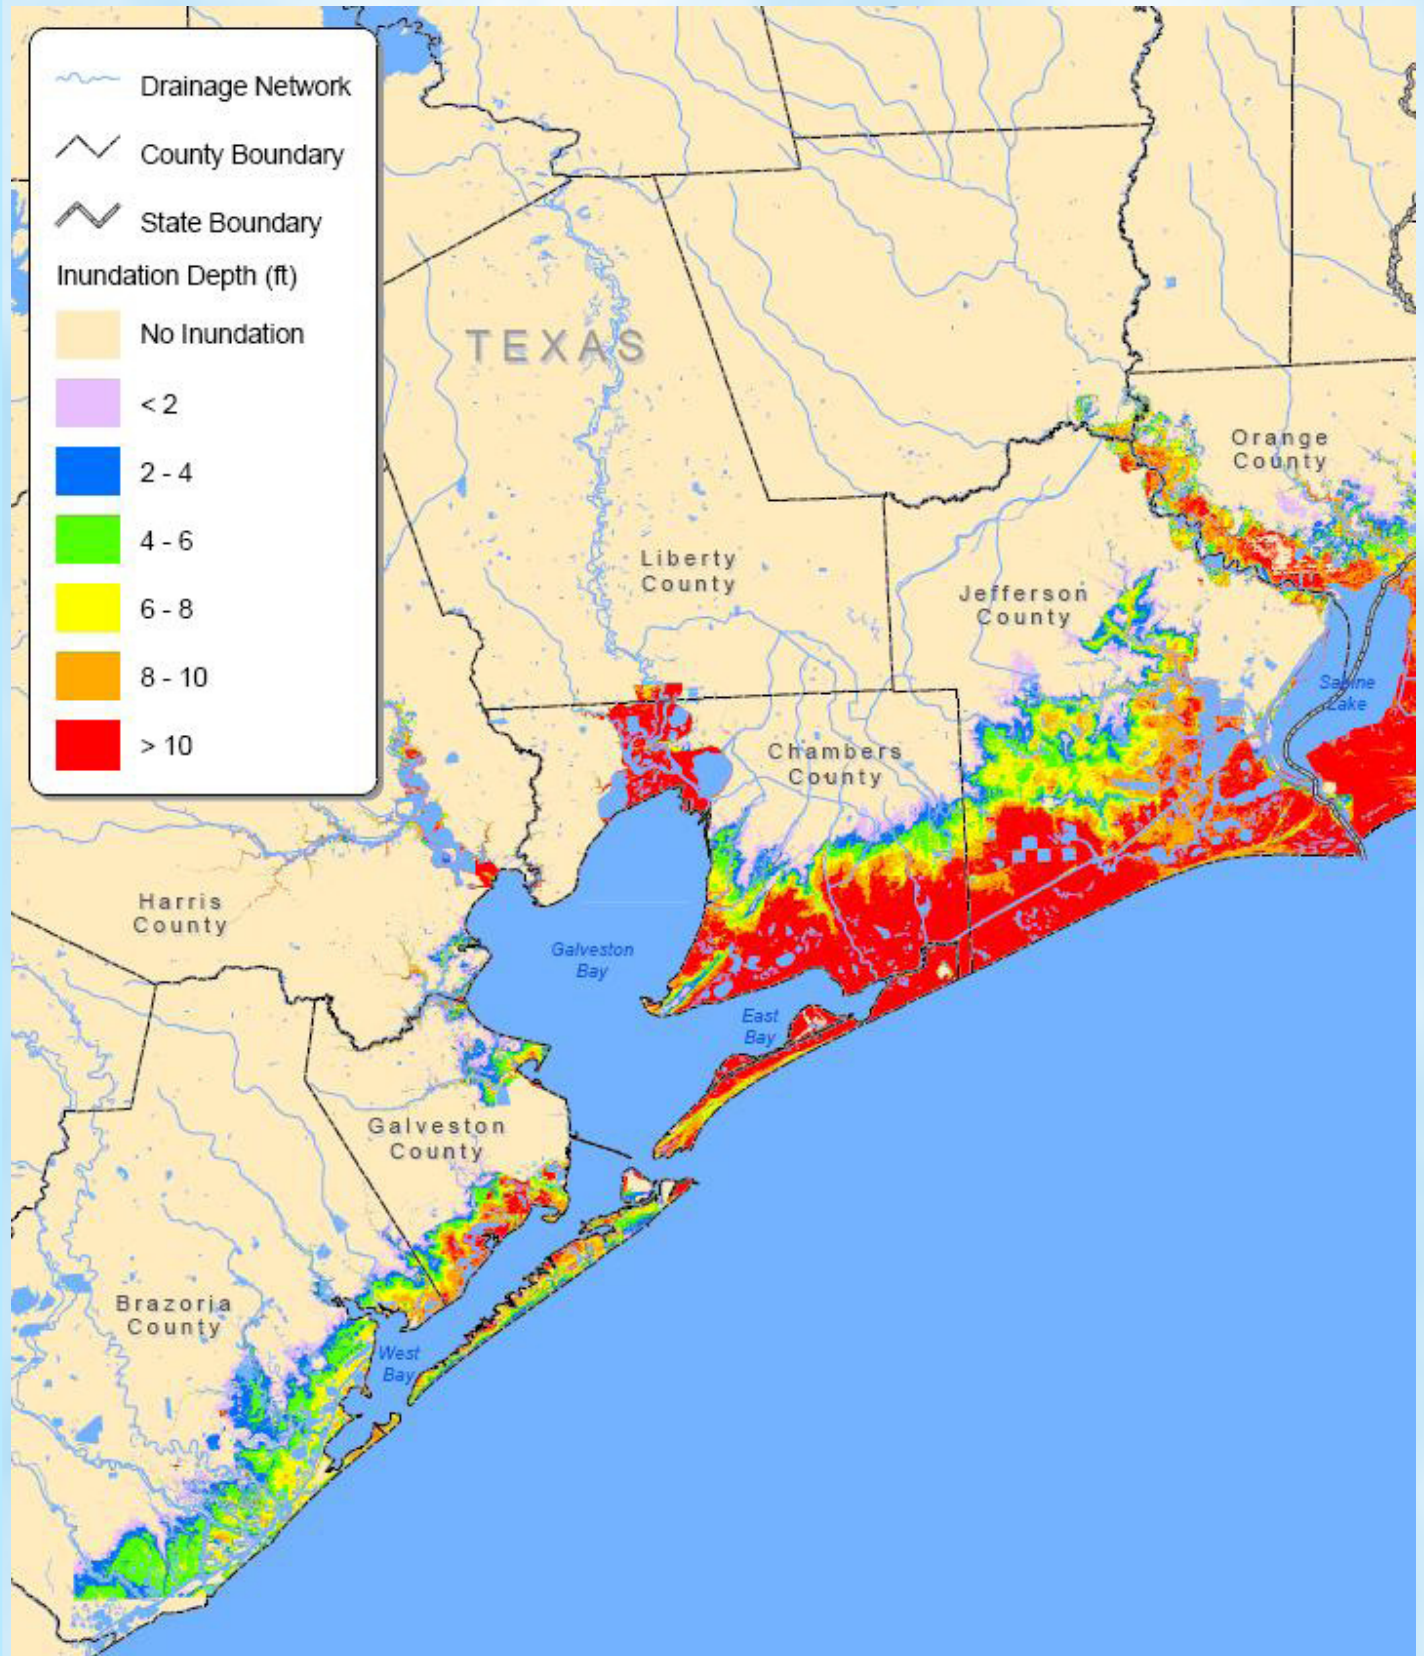 Drainage Network
County Boundary
State Boundary
Inundation Depth (ft)
No Inundation
< 2
2 - 4
4 - 6
6 - 8
8 - 10
> 10
TEXAS
Orange
County
Liberty
County
Jefferson
County
Sabine
Lake
Chambers
County
Harris
County
Galveston
Bay
East
Bay
Galveston
County
Brazoria
County
West
Bay